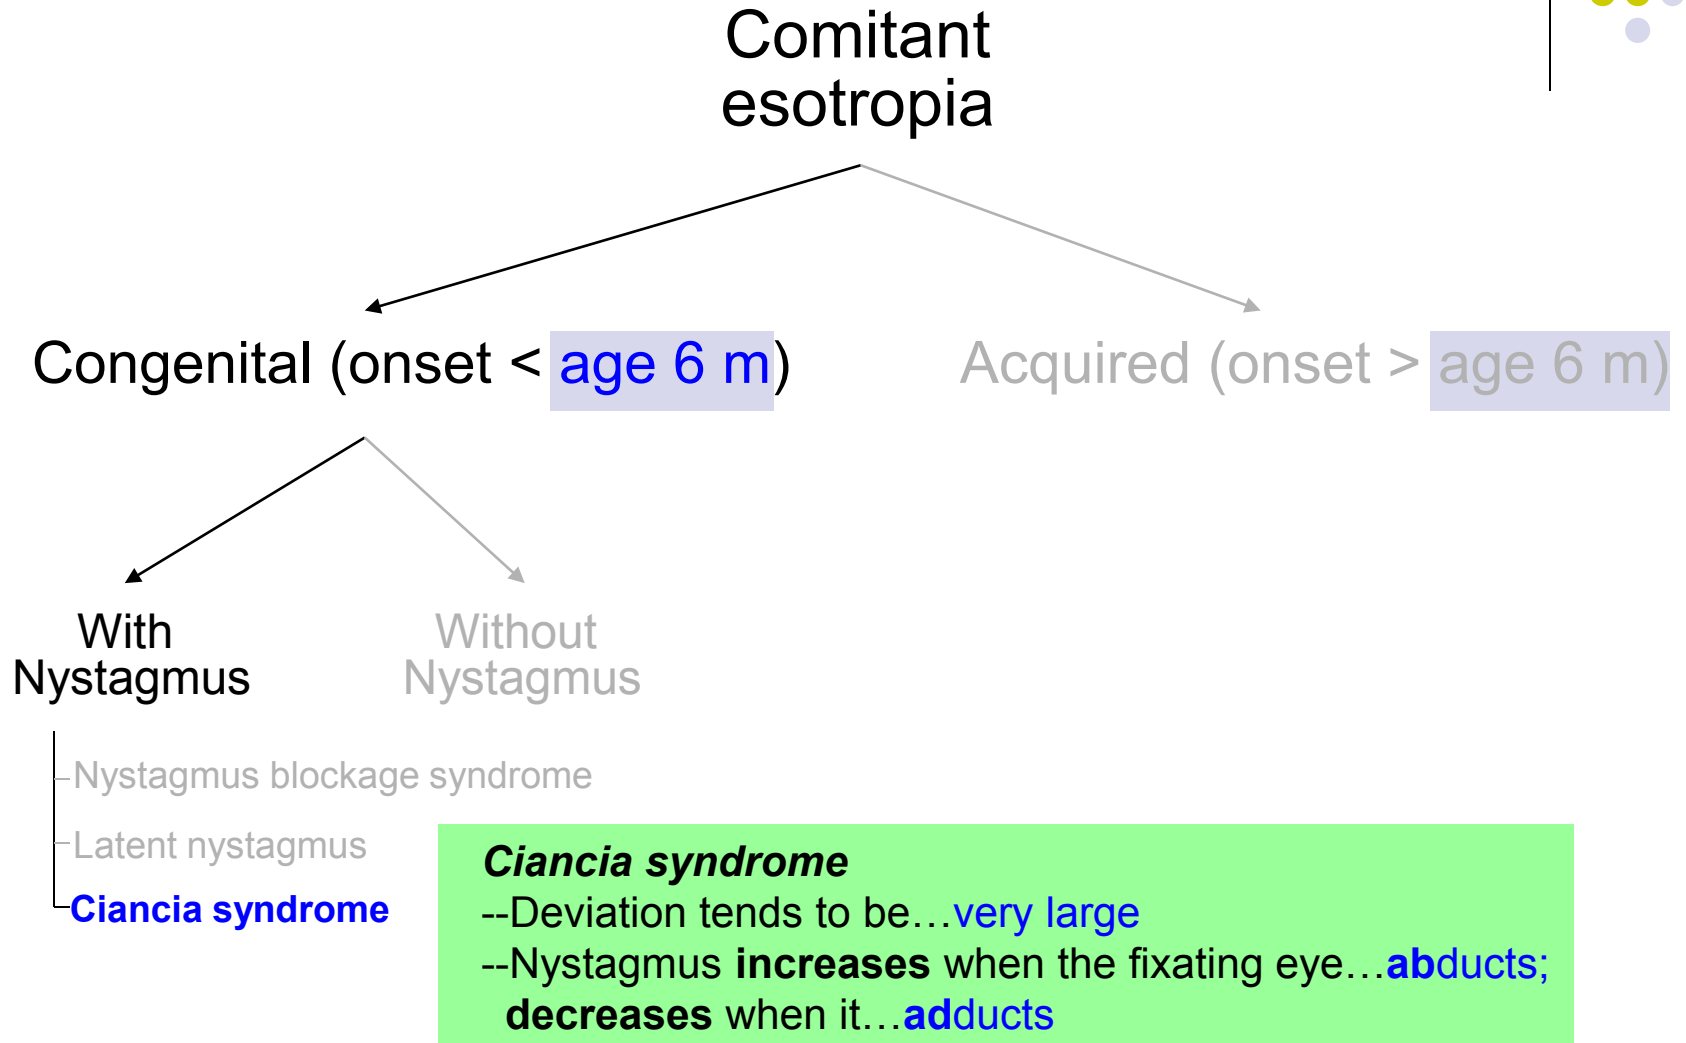 Comitant
esotropia
Congenital (onset < age 6 m)
Acquired (onset > age 6 m)
With
Nystagmus
Without
Nystagmus
Nystagmus blockage syndrome
Latent nystagmus
Ciancia syndrome
Ciancia syndrome
--Deviation tends to be…very large
--Nystagmus increases when the fixating eye…abducts;
decreases when it…adducts